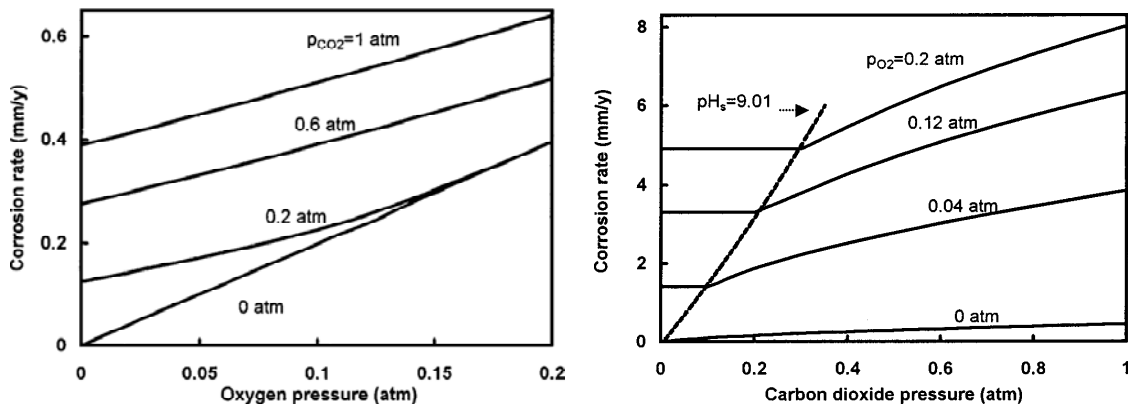 Corrosion rate (mm/y)
0.6
0.4
0.2
0
pCO2=1 atm
0.6 atm
0.2 atm
0 atm
0
0.05
0.1
0.15
0.2
Oxygen pressure (atm)
Corrosion rate (mm/y)
8
6
4
2
0
pO2=0.2 atm
pHs=9.01
0.12 atm
0.04 atm
0 atm
0
0.2
0.4
0.6
0.8
1
Carbon dioxide pressure (atm)